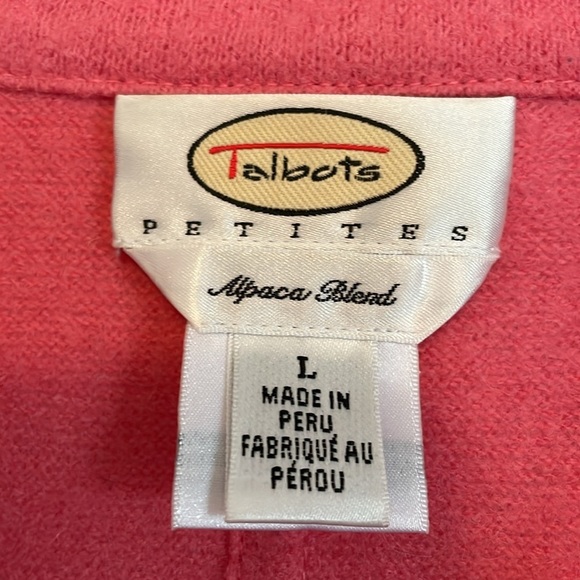 Talbots
PETITES
Alpaca Blend
L
MADE IN
PERU
FABRIQUÉ AU
PÉROU